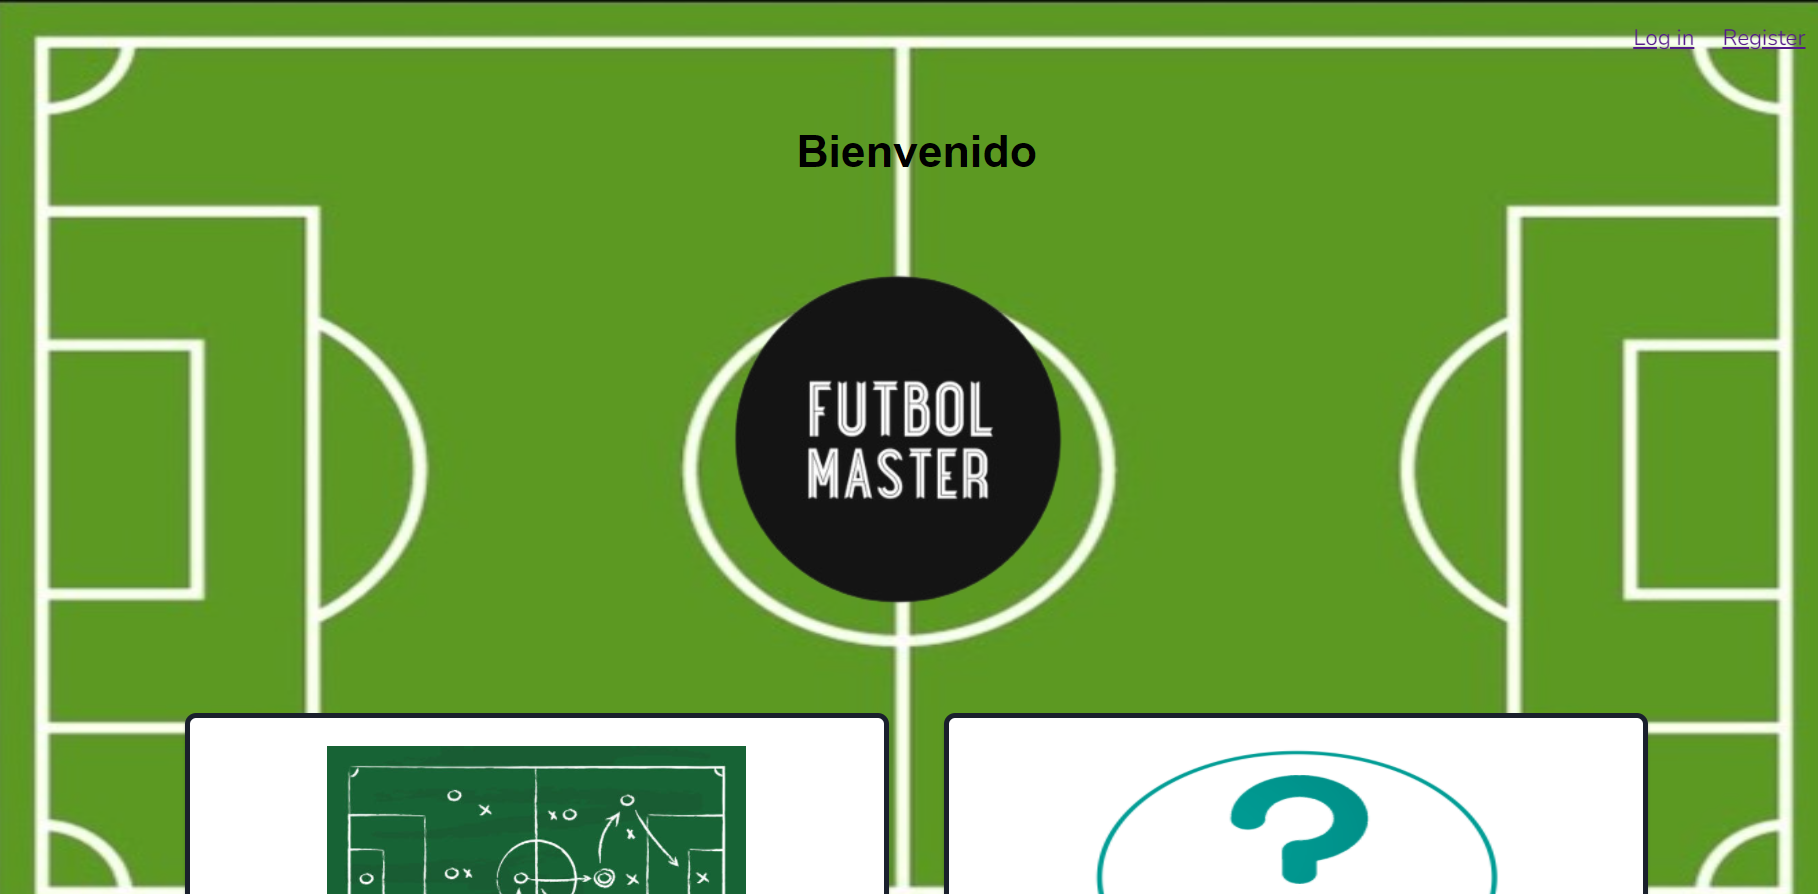 Log in Register
Bienvenido
FUTBOL
MASTER
?